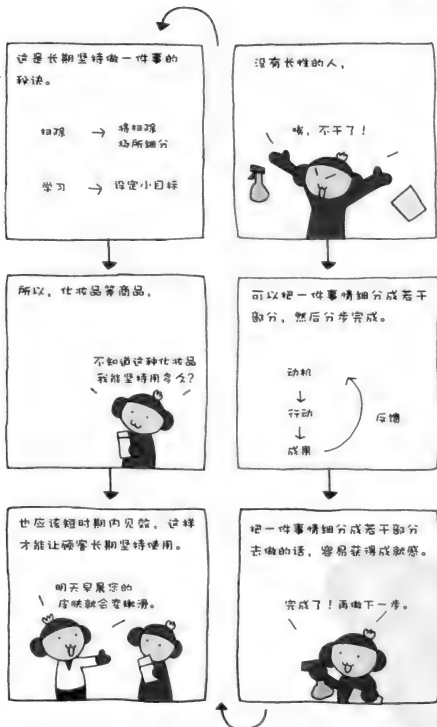 没有长性的人，
唉，不干了！
可以把一件事情细分成若干
部分，然后分步完成。
动机
↓
行动
↓
成果
反馈
把一件事情细分成若干部分
去做的话，容易获得成就感。
完成了！再做下一步。
这是长期坚持做一件事的
秘诀。
扫除 → 将扫除
场所细分
学习 → 设定小目标
所以，化妆品等商品，
不知道这种化妆品
我能坚持用多久？
也应该短时期内见效，这样
才能让顾客长期坚持使用。
明天早晨您的
皮肤就会变嫩滑。